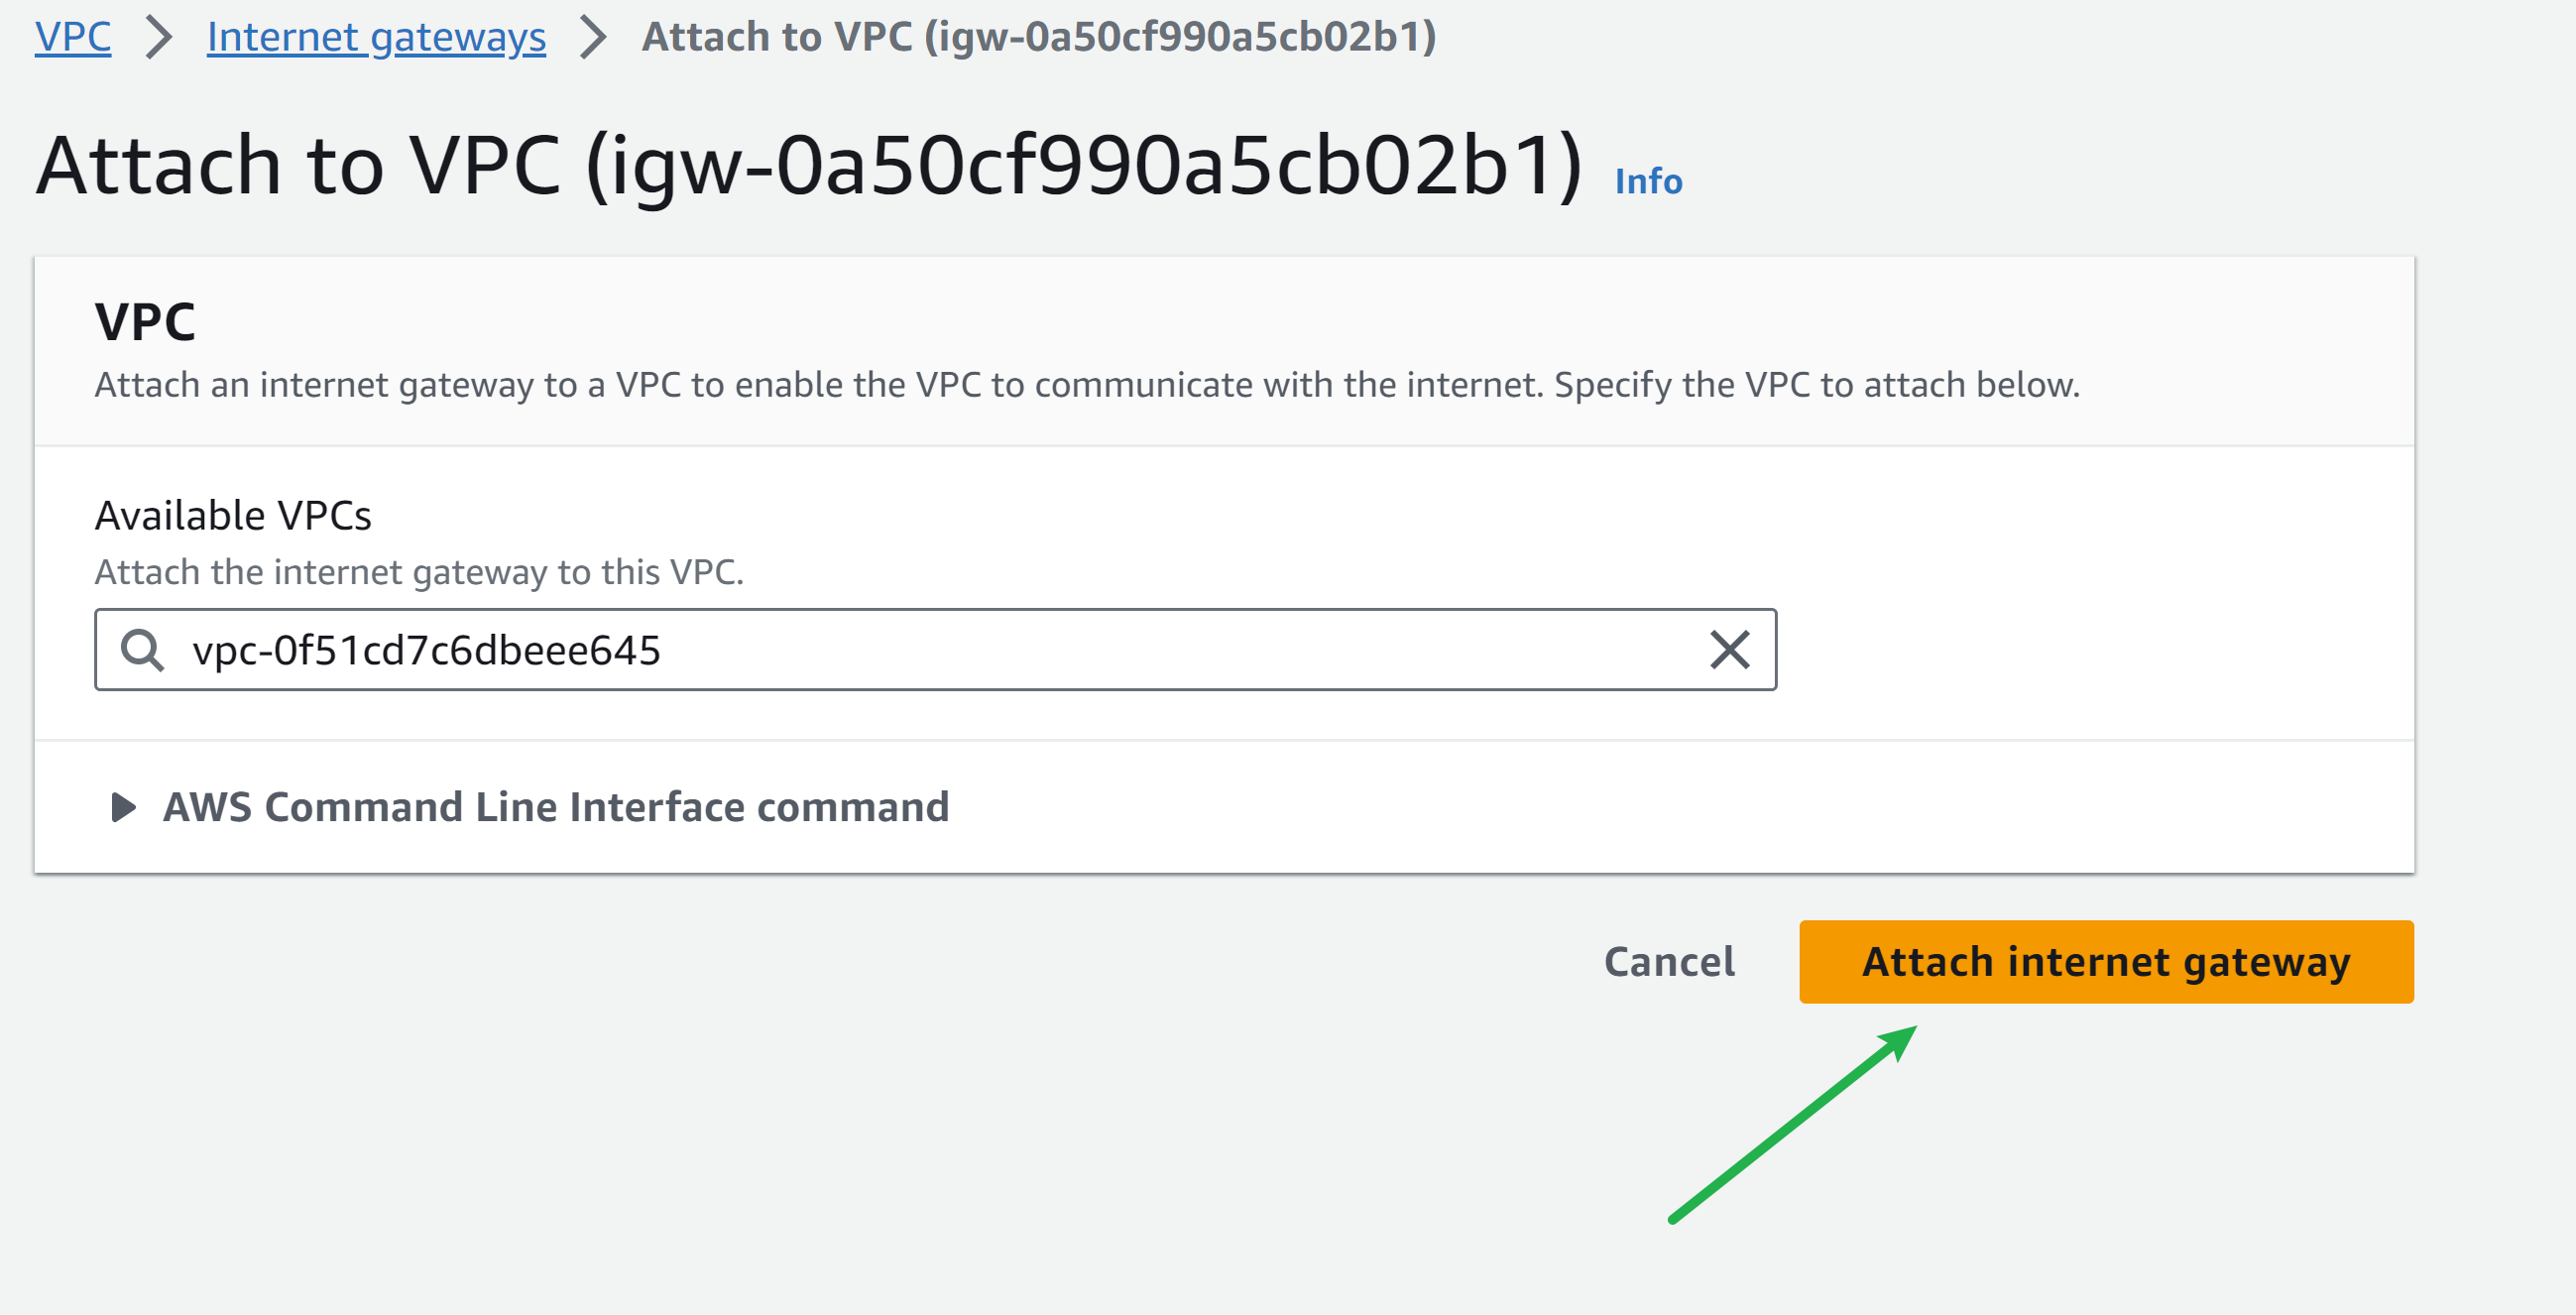 VPC > Internet gateways > Attach to VPC (igw-0a50cf990a5cb02b1)
Attach to VPC (igw-0a50cf990a5cb02b1) Info
VPC
Attach an internet gateway to a VPC to enable the VPC to communicate with the internet. Specify the VPC to attach below.
Available VPCs
Attach the internet gateway to this VPC.
vpc-0f51cd7c6dbeee645
AWS Command Line Interface command
Cancel Attach internet gateway